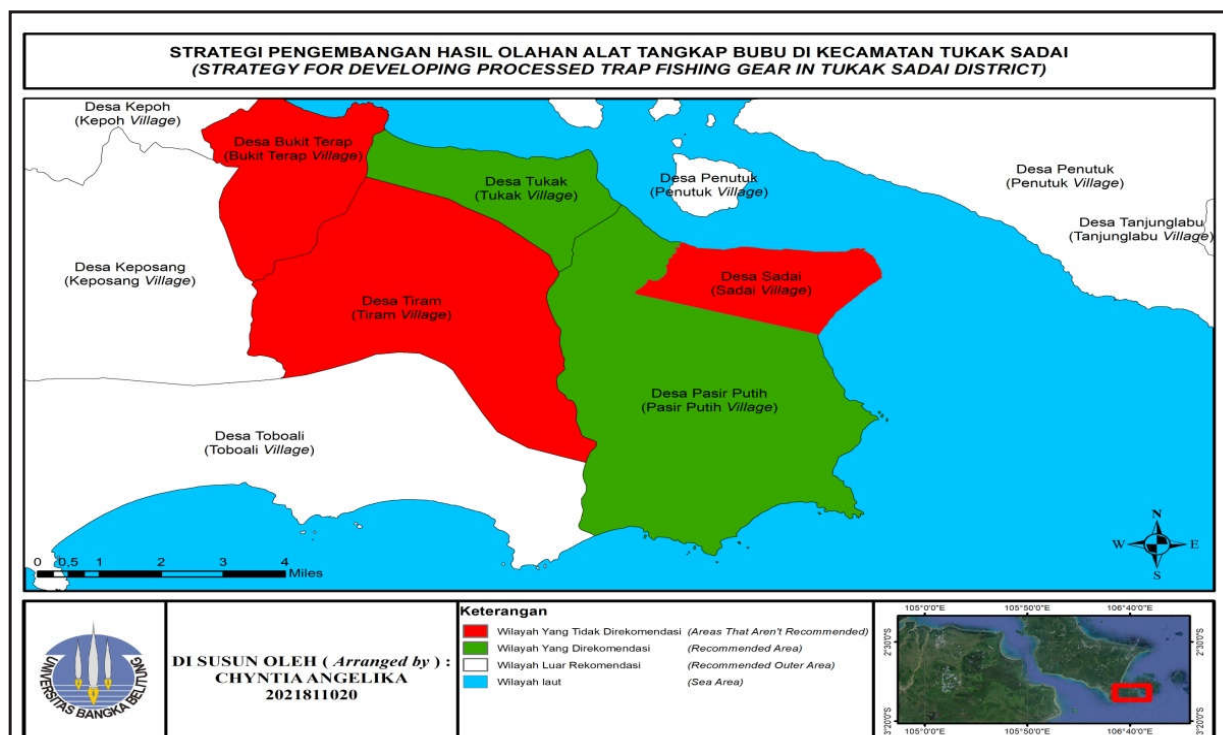 STRATEGI PENGEMBANGAN HASIL OLAHAN ALAT TANGKAP BUBU DI KECAMATAN TUKAK SADAI
(STRATEGY FOR DEVELOPING PROCESSED TRAP FISHING GEAR IN TUKAK SADAI DISTRICT)
Desa Kepoh
(Kepoh Village)
Desa Bukit Terap
(Bukit Terap Village)
Desa Tukak
(Tukak Village)
Desa Penutuk
(Penutuk Village)
Desa Penutuk
(Penutuk Village)
Desa Tanjunglabu
(Tanjunglabu Village)
Desa Keposang
(Keposang Village)
Desa Sadai
(Sadai Village)
Desa Tiram
(Tiram Village)
Desa Pasir Putih
(Pasir Putih Village)
Desa Toboali
(Toboali Village)
N
W E
S
0 0,5 1 2 3 4
Miles
UNIVERSITAS BANGKA BELITUNG
DI SUSUN OLEH ( Arranged by ) :
CHYNTIA ANGELIKA
2021811020
Keterangan
Wilayah Yang Tidak Direkomendasi (Areas That Aren't Recommended)
Wilayah Yang Direkomendasi (Recommended Area)
Wilayah Luar Rekomendasi (Recommended Outer Area)
Wilayah laut (Sea Area)
105°0'0"E 105°50'0"E 106°40'0"E
2°30'0"S 2°30'0"S
3°20'0"S 3°20'0"S
105°0'0"E 105°50'0"E 106°40'0"E